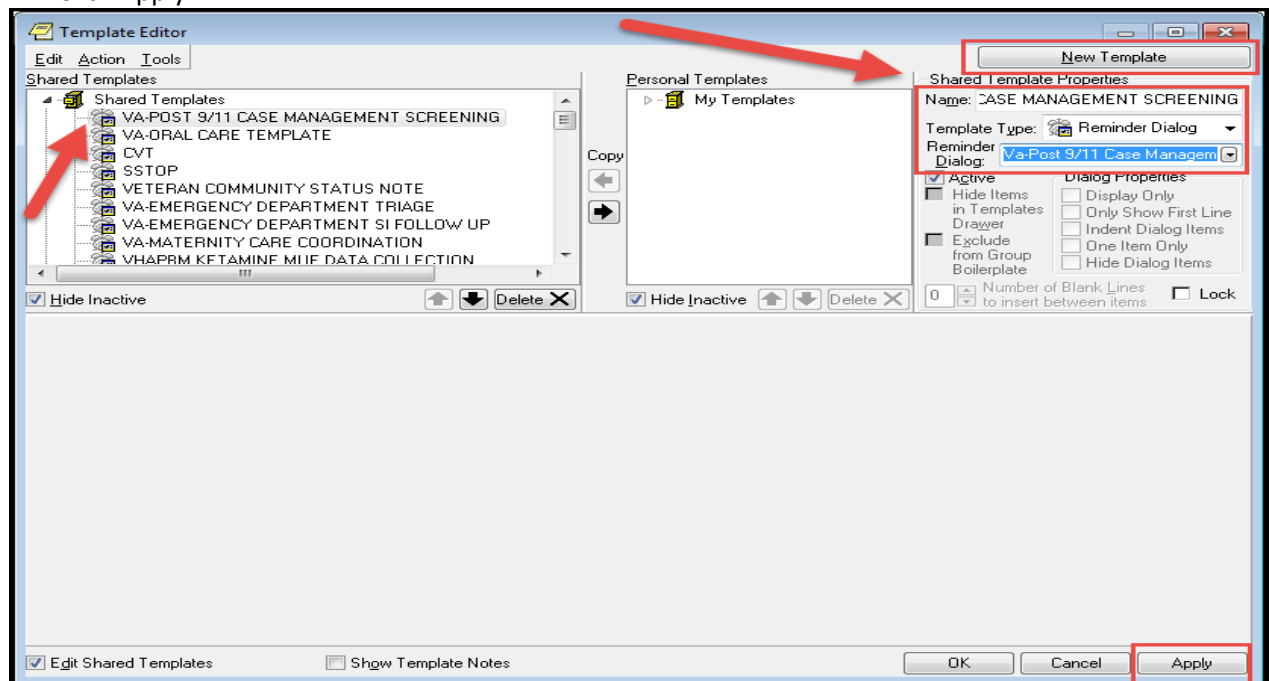 Template Editor
Edit Action Tools
New Template
Shared Templates
Shared Templates
VA-POST 9/11 CASE MANAGEMENT SCREENING
VA-ORAL CARE TEMPLATE
CVT
SSTOP
VETERAN COMMUNITY STATUS NOTE
VA-EMERGENCY DEPARTMENT TRIAGE
VA-EMERGENCY DEPARTMENT SI FOLLOW UP
VA-MATERNITY CARE COORDINATION
VHAPBM KETAMINE MUE DATA COLLECTION
Hide Inactive
Delete
Copy
Personal Templates
My Templates
Hide Inactive
Delete
Shared Template Properties
Name: CASE MANAGEMENT SCREENING
Template Type: Reminder Dialog
Reminder
Dialog: Va-Post 9/11 Case Managem
Active
Hide Items
in Templates
Drawer
Exclude
from Group
Boilerplate
Dialog Properties
Display Only
Only Show First Line
Indent Dialog Items
One Item Only
Hide Dialog Items
0 Number of Blank Lines
to insert between items
Lock
Edit Shared Templates
Show Template Notes
OK Cancel Apply